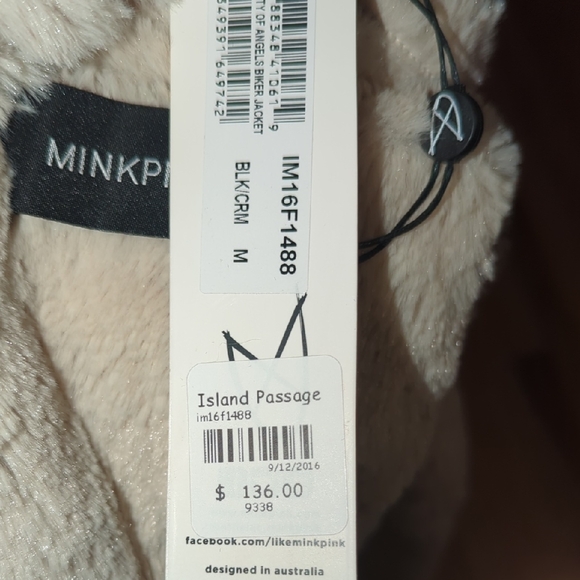 MINKPI
TY OF ANGELS BIKER JACKET
BLK/CRM M
IM16F1488
Island Passage
im16f1488
9/12/2016
$ 136.00
9338
facebook.com/likeminkpink
designed in australia